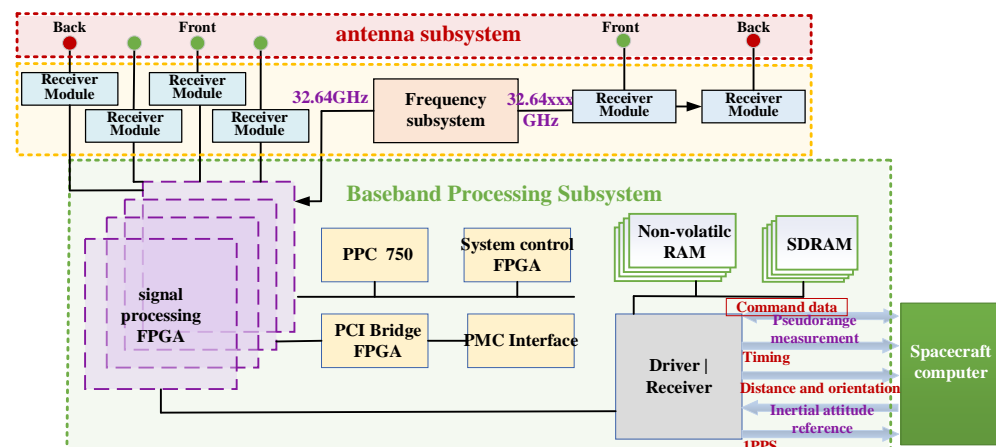 antenna subsystem
Back
Front
Front
Back
Receiver
Module
Receiver
Module
Receiver
Module
Receiver
Module
32.64GHz
Frequency
subsystem
32.64xxx
GHz
Receiver
Module
Receiver
Module
Baseband Processing Subsystem
signal
processing
FPGA
PPC 750
System control
FPGA
PCI Bridge
FPGA
PMC Interface
Non-volatilc
RAM
SDRAM
Driver |
Receiver
Command data
Pseudorange
measurement
Timing
Distance and orientation
Inertial attitude
reference
1PPS
Spacecraft
computer